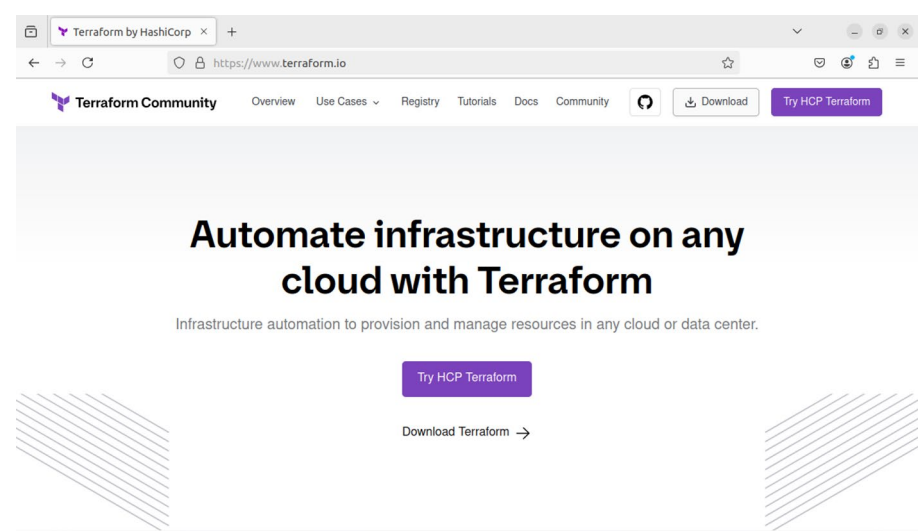 Terraform by HashiCorp
https://www.terraform.io
Terraform Community Overview Use Cases Registry Tutorials Docs Community Download Try HCP Terraform
Automate infrastructure on any
cloud with Terraform
Infrastructure automation to provision and manage resources in any cloud or data center.
Try HCP Terraform
Download Terraform →